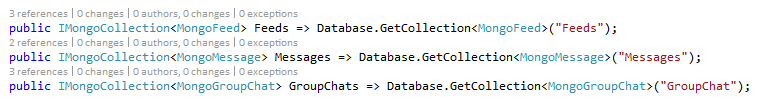 3 references | 0 changes | 0 authors, 0 changes | 0 exceptions
public IMongoCollection<MongoFeed> Feeds => Database.GetCollection<MongoFeed>("Feeds");
2 references | 0 changes | 0 authors, 0 changes | 0 exceptions
public IMongoCollection<MongoMessage> Messages => Database.GetCollection<MongoMessage>("Messages");
3 references | 0 changes | 0 authors, 0 changes | 0 exceptions
public IMongoCollection<MongoGroupChat> GroupChats => Database.GetCollection<MongoGroupChat>("GroupChat");